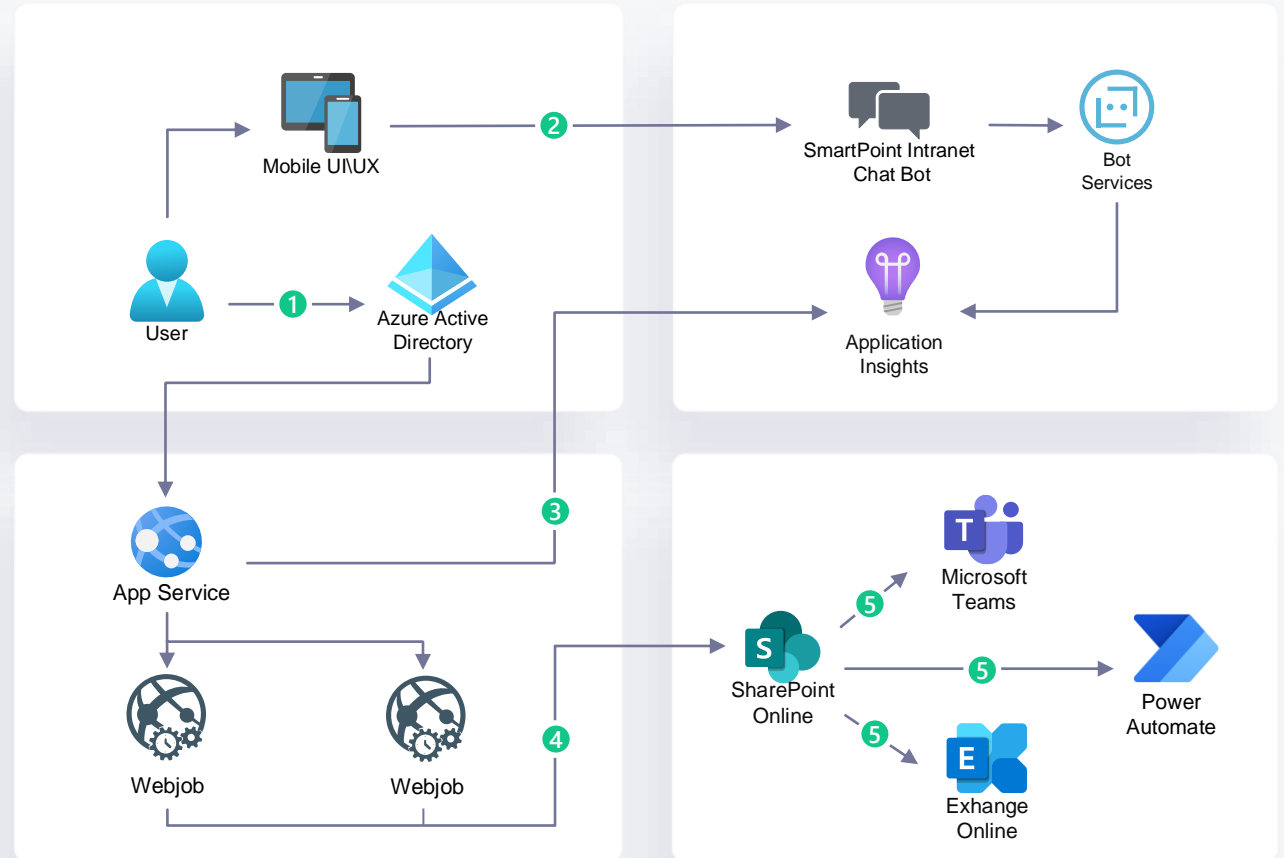 2
Mobile UI\UX
SmartPoint Intranet
Chat Bot
Bot
Services
1
User
Azure Active
Directory
Application
Insights
3
App Service
Webjob
Webjob
4
T
Microsoft
Teams
5
S
SharePoint
Online
5
Power
Automate
5
E
Exhange
Online